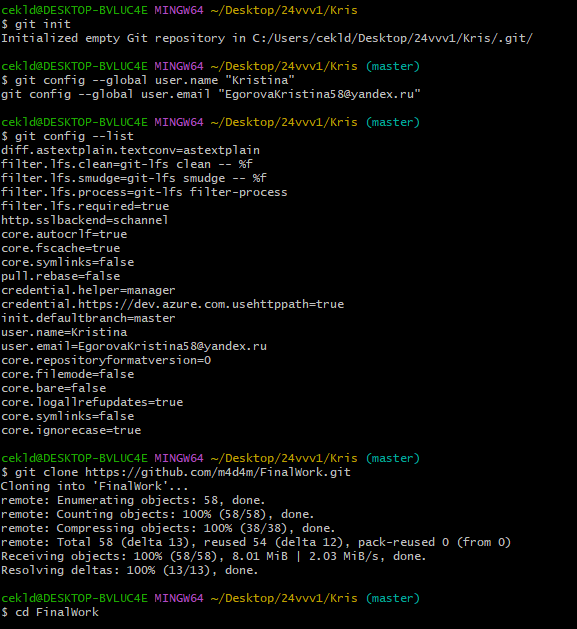 cekld@DESKTOP-BVLUC4E MINGW64 ~/Desktop/24vvv1/Kris
$ git init
Initialized empty Git repository in C:/Users/cekld/Desktop/24vvv1/Kris/.git/
cekld@DESKTOP-BVLUC4E MINGW64 ~/Desktop/24vvv1/Kris (master)
$ git config --global user.name "Kristina"
git config --global user.email "EgorovaKristina58@yandex.ru"
cekld@DESKTOP-BVLUC4E MINGW64 ~/Desktop/24vvv1/Kris (master)
$ git config --list
diff.astextplain.textconv=astextplain
filter.lfs.clean=git-lfs clean -- %f
filter.lfs.smudge=git-lfs smudge -- %f
filter.lfs.process=git-lfs filter-process
filter.lfs.required=true
http.sslbackend=schannel
core.autocrlf=true
core.fscache=true
core.symlinks=false
pull.rebase=false
credential.helper=manager
credential.https://dev.azure.com.usehttppath=true
init.defaultbranch=master
user.name=Kristina
user.email=EgorovaKristina58@yandex.ru
core.repositoryformatversion=0
core.filemode=false
core.bare=false
core.logallrefupdates=true
core.symlinks=false
core.ignorecase=true
cekld@DESKTOP-BVLUC4E MINGW64 ~/Desktop/24vvv1/Kris (master)
$ git clone https://github.com/m4d4m/FinalWork.git
Cloning into 'FinalWork'...
remote: Enumerating objects: 58, done.
remote: Counting objects: 100% (58/58), done.
remote: Compressing objects: 100% (38/38), done.
remote: Total 58 (delta 13), reused 54 (delta 12), pack-reused 0 (from 0)
Receiving objects: 100% (58/58), 8.01 MiB | 2.03 MiB/s, done.
Resolving deltas: 100% (13/13), done.
cekld@DESKTOP-BVLUC4E MINGW64 ~/Desktop/24vvv1/Kris (master)
$ cd FinalWork